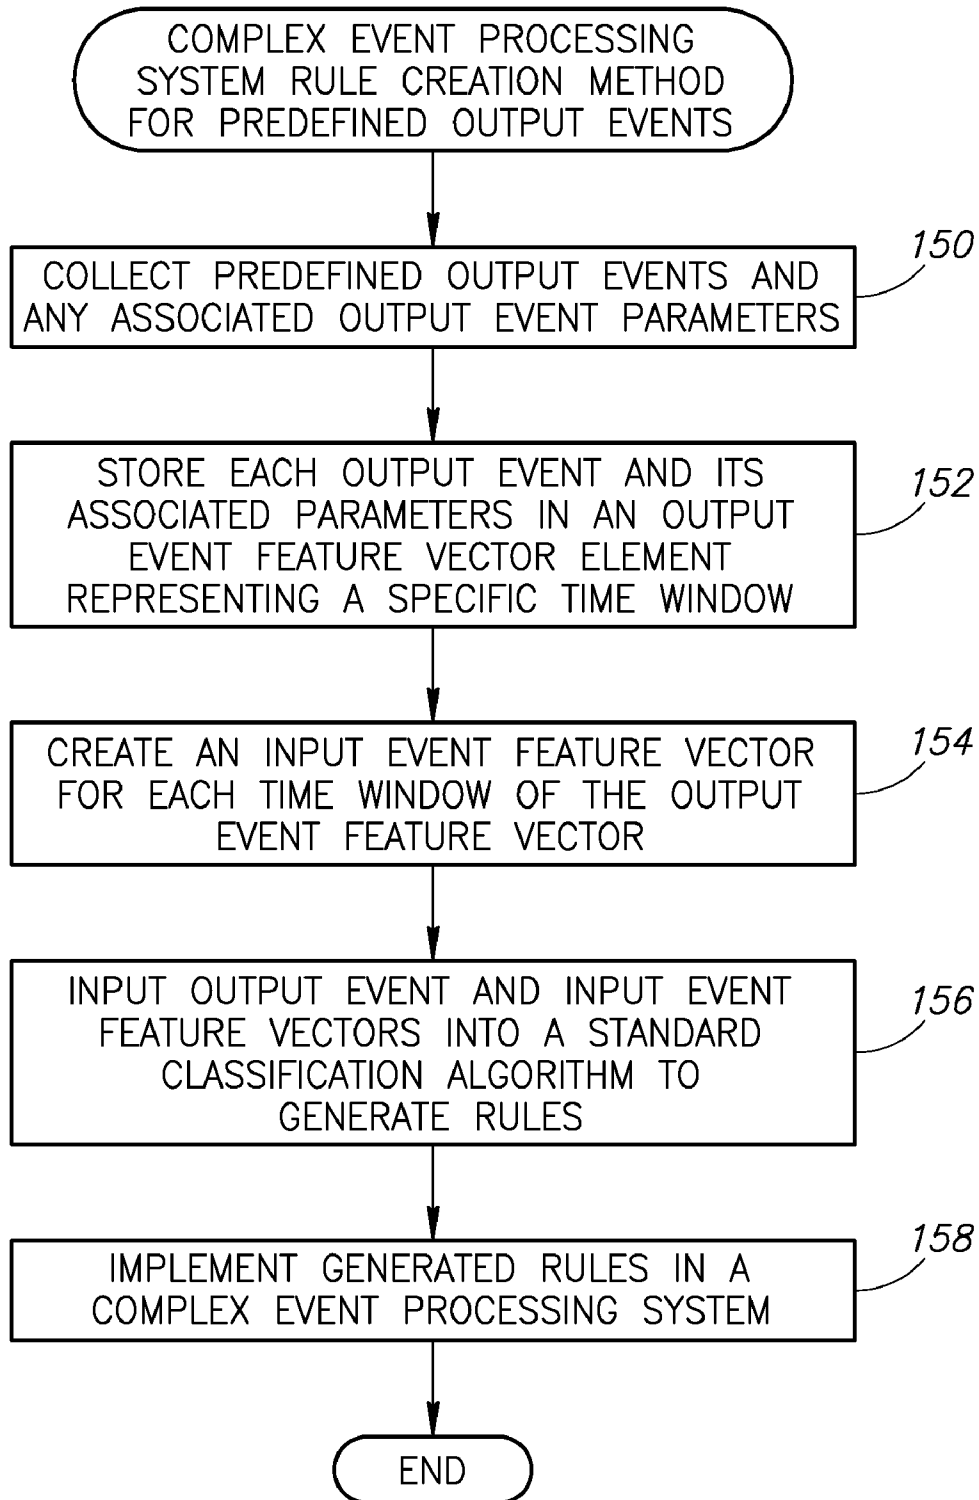 COMPLEX EVENT PROCESSING
SYSTEM RULE CREATION METHOD
FOR PREDEFINED OUTPUT EVENTS
150
COLLECT PREDEFINED OUTPUT EVENTS AND
ANY ASSOCIATED OUTPUT EVENT PARAMETERS
152
STORE EACH OUTPUT EVENT AND ITS
ASSOCIATED PARAMETERS IN AN OUTPUT
EVENT FEATURE VECTOR ELEMENT
REPRESENTING A SPECIFIC TIME WINDOW
154
CREATE AN INPUT EVENT FEATURE VECTOR
FOR EACH TIME WINDOW OF THE OUTPUT
EVENT FEATURE VECTOR
156
INPUT OUTPUT EVENT AND INPUT EVENT
FEATURE VECTORS INTO A STANDARD
CLASSIFICATION ALGORITHM TO
GENERATE RULES
158
IMPLEMENT GENERATED RULES IN A
COMPLEX EVENT PROCESSING SYSTEM
END